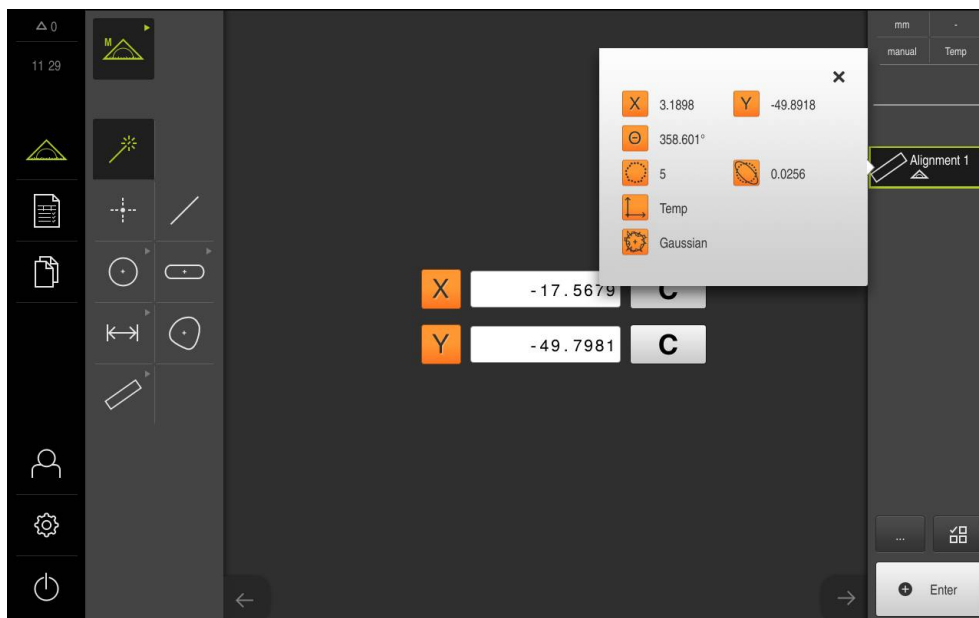 0
11 29
M
X 3.1898 Y -49.8918
Θ 358.601°
5 0.0256
Temp
Gaussian
X -17.5679 C
Y -49.7981 C
mm -
manual Temp
Alignment 1
...
Enter